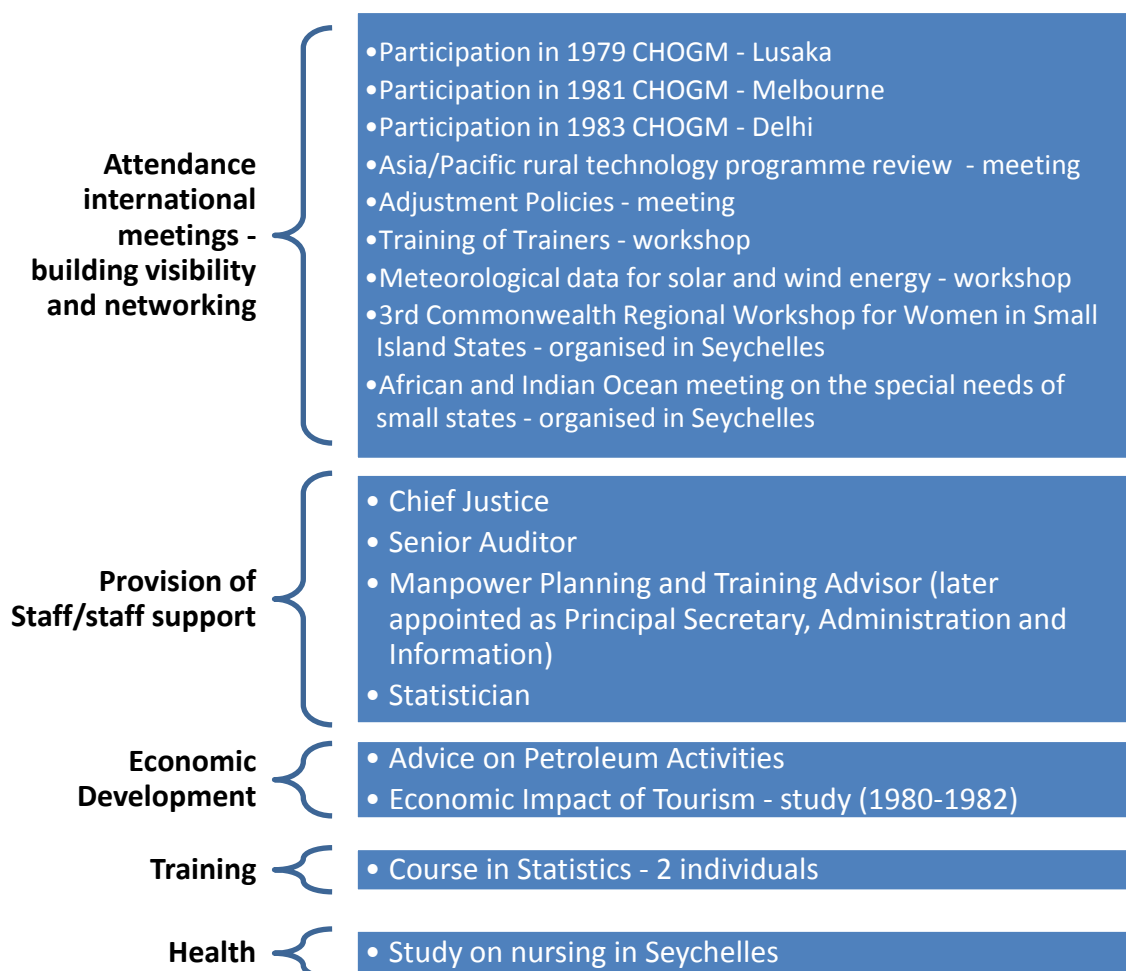 Attendance
international
meetings -
building visibility
and networking
•Participation in 1979 CHOGM - Lusaka
•Participation in 1981 CHOGM - Melbourne
•Participation in 1983 CHOGM - Delhi
•Asia/Pacific rural technology programme review - meeting
•Adjustment Policies - meeting
•Training of Trainers - workshop
•Meteorological data for solar and wind energy - workshop
•3rd Commonwealth Regional Workshop for Women in Small
Island States - organised in Seychelles
•African and Indian Ocean meeting on the special needs of
small states - organised in Seychelles
Provision of
Staff/staff support
• Chief Justice
• Senior Auditor
• Manpower Planning and Training Advisor (later
appointed as Principal Secretary, Administration and
Information)
• Statistician
Economic
Development
• Advice on Petroleum Activities
• Economic Impact of Tourism - study (1980-1982)
Training
• Course in Statistics - 2 individuals
Health
• Study on nursing in Seychelles